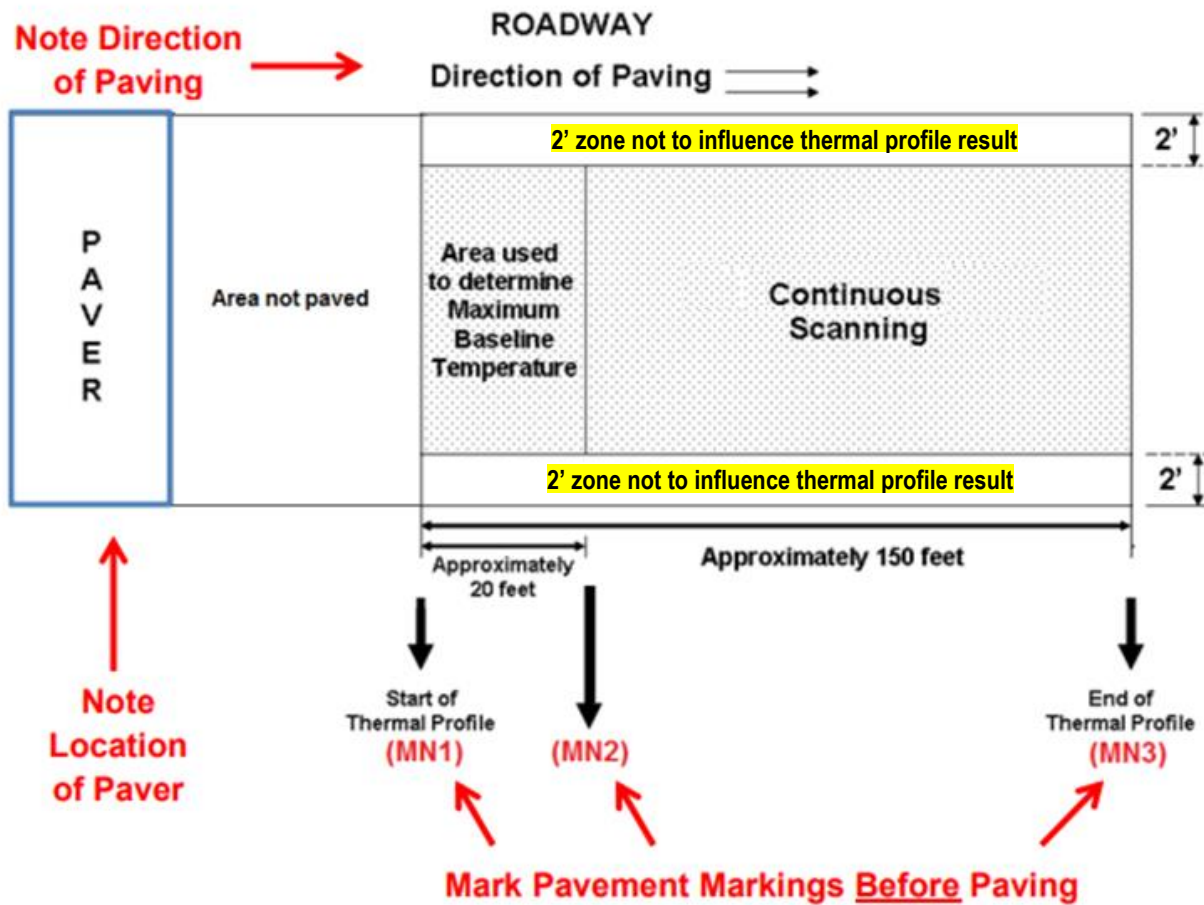 ROADWAY
Note Direction
of Paving
Direction of Paving
2’ zone not to influence thermal profile result
2'
P
A
V
E
R
Area not paved
Area used
to determine
Maximum
Baseline
Temperature
Continuous
Scanning
2’ zone not to influence thermal profile result
2'
Approximately
20 feet
Approximately 150 feet
Note
Location
of Paver
Start of
Thermal Profile
(MN1)
(MN2)
End of
Thermal Profile
(MN3)
Mark Pavement Markings Before Paving